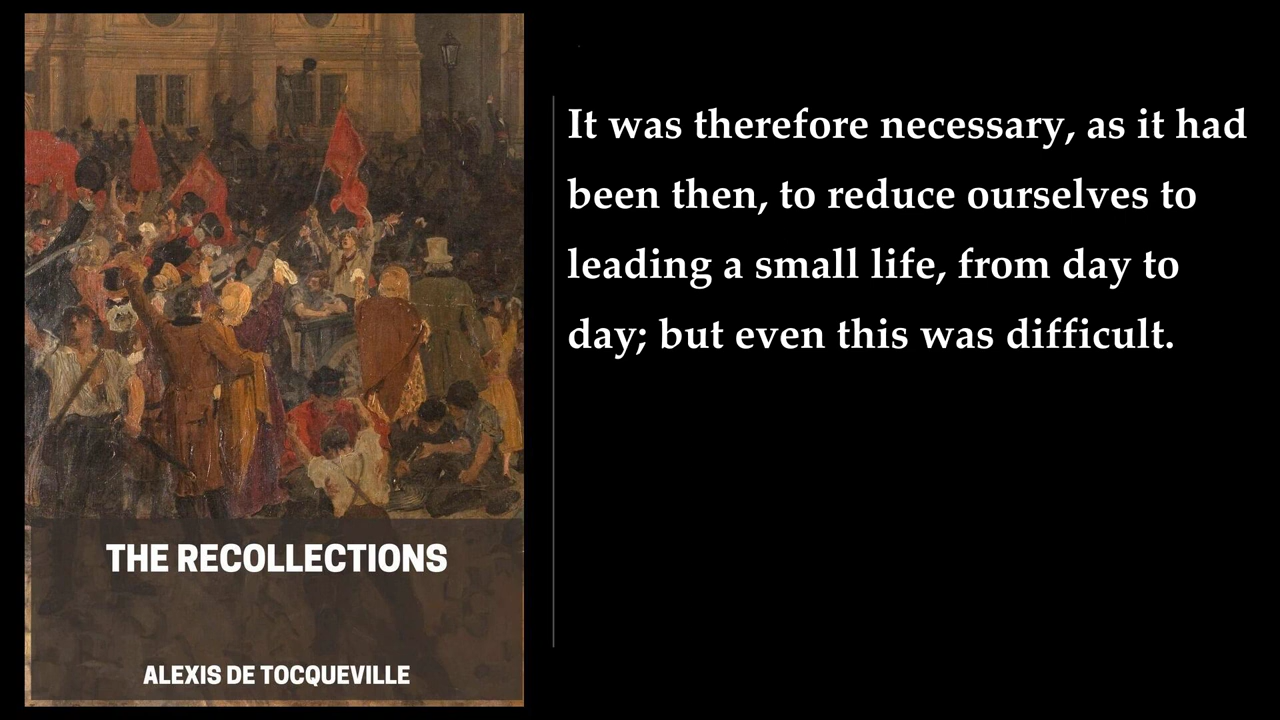 It was therefore necessary, as it had
been then, to reduce ourselves to
leading a small life, from day to
day; but even this was difficult.
THE RECOLLECTIONS
ALEXIS DE TOCQUEVILLE